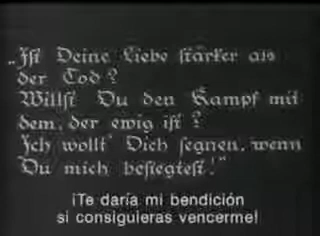 „Ist Deine Liebe stärker als
der Tod?
Willst Du den Kampf mit
dem, der ewig ist?
Ich wollt' Dich segnen, wenn
Du mich besiegtest!"
¡Te daría mi bendición
si consiguieras vencerme!